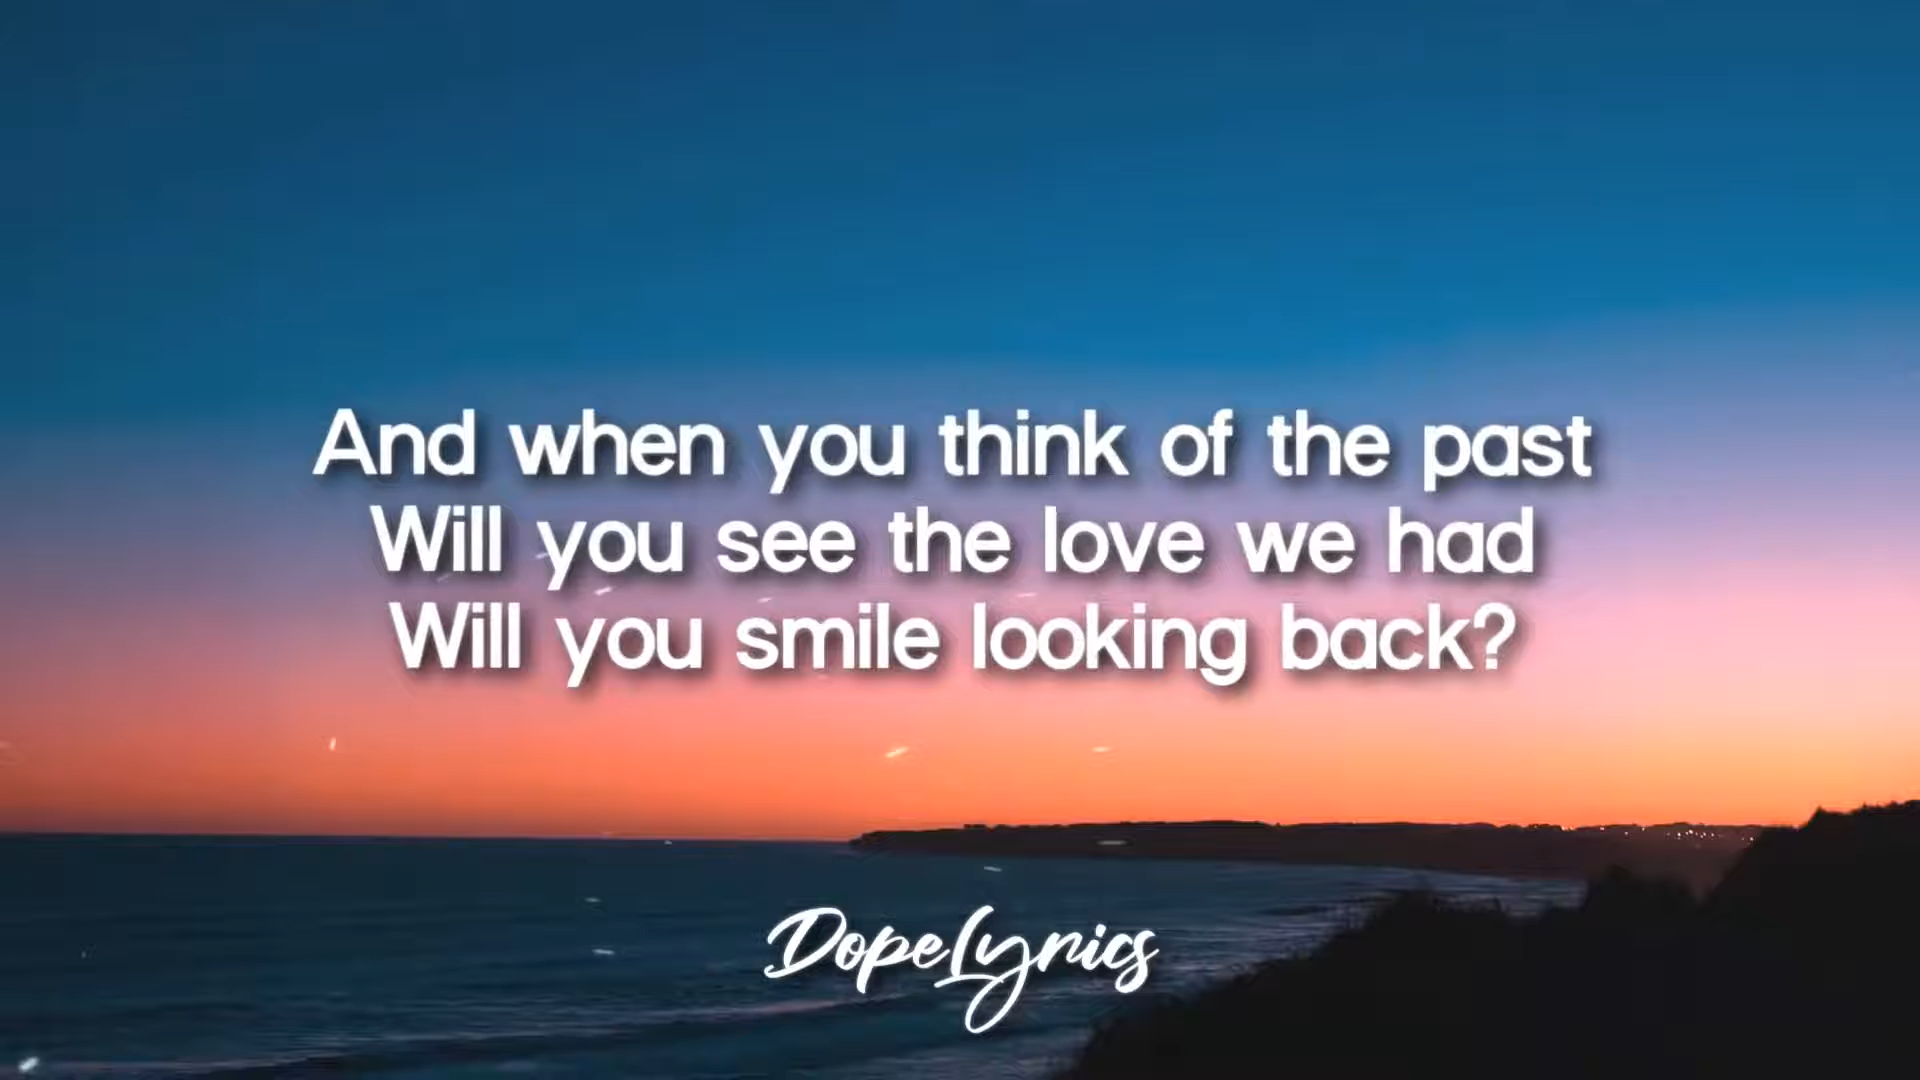 And when you think of the past
Will you see the love we had
Will you smile looking back?
DopeLyrics